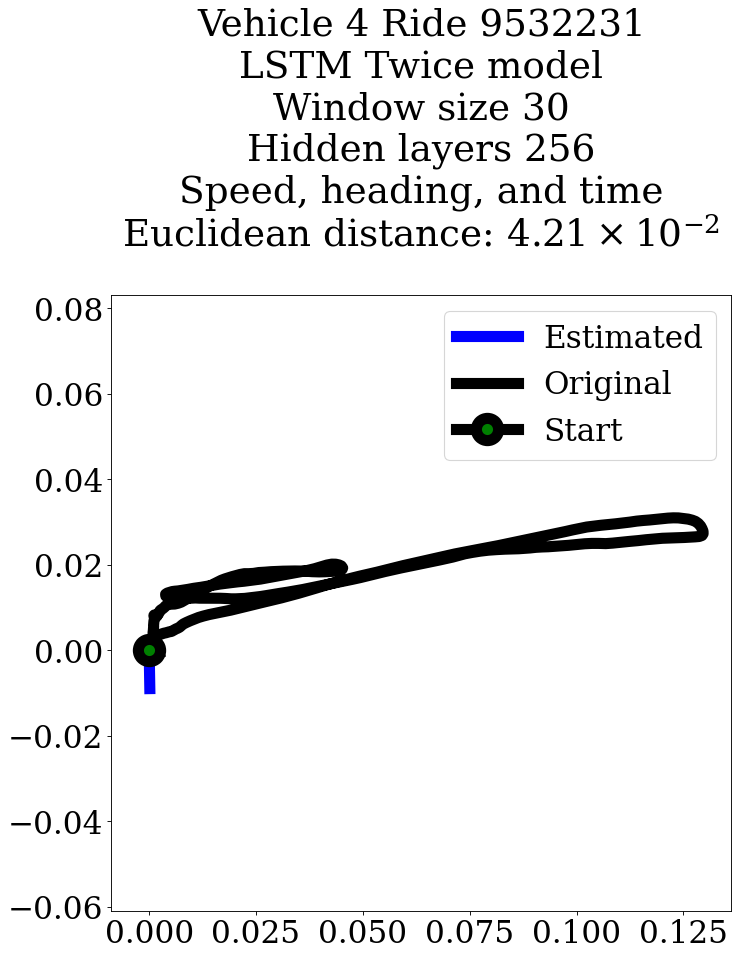 Vehicle 4 Ride 9532231
LSTM Twice model
Window size 30
Hidden layers 256
Speed, heading, and time
Euclidean distance: 4.21 × 10⁻²
Estimated
Original
Start
0.08
0.06
0.04
0.02
0.00
−0.02
−0.04
−0.06
0.000 0.025 0.050 0.075 0.100 0.125